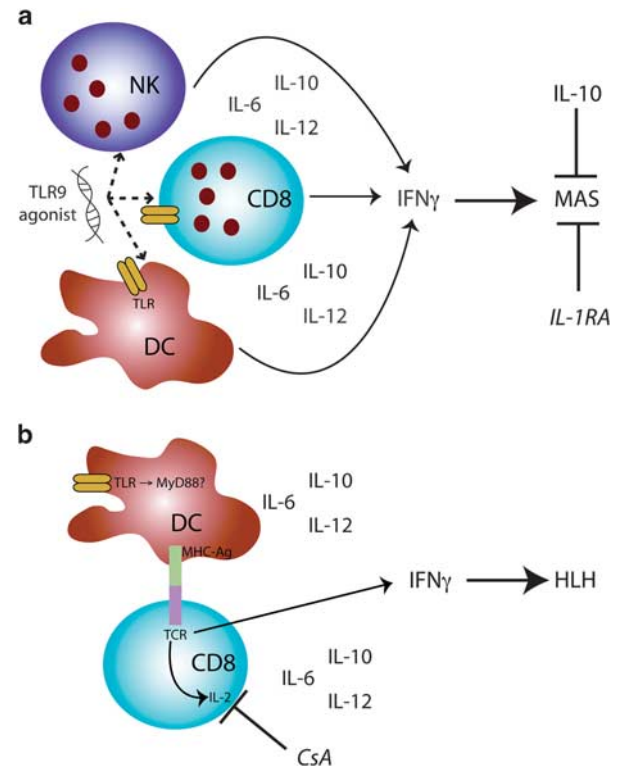 a
NK
IL-10
IL-6
IL-12
IL-10
TLR9
agonist
CD8
IFNγ
MAS
TLR
DC
IL-10
IL-6
IL-12
IL-1RA
b
TLR → MyD88?
DC
IL-10
IL-6
IL-12
MHC-Ag
IFNγ
HLH
TCR
CD8
IL-2
IL-10
IL-6
IL-12
CsA